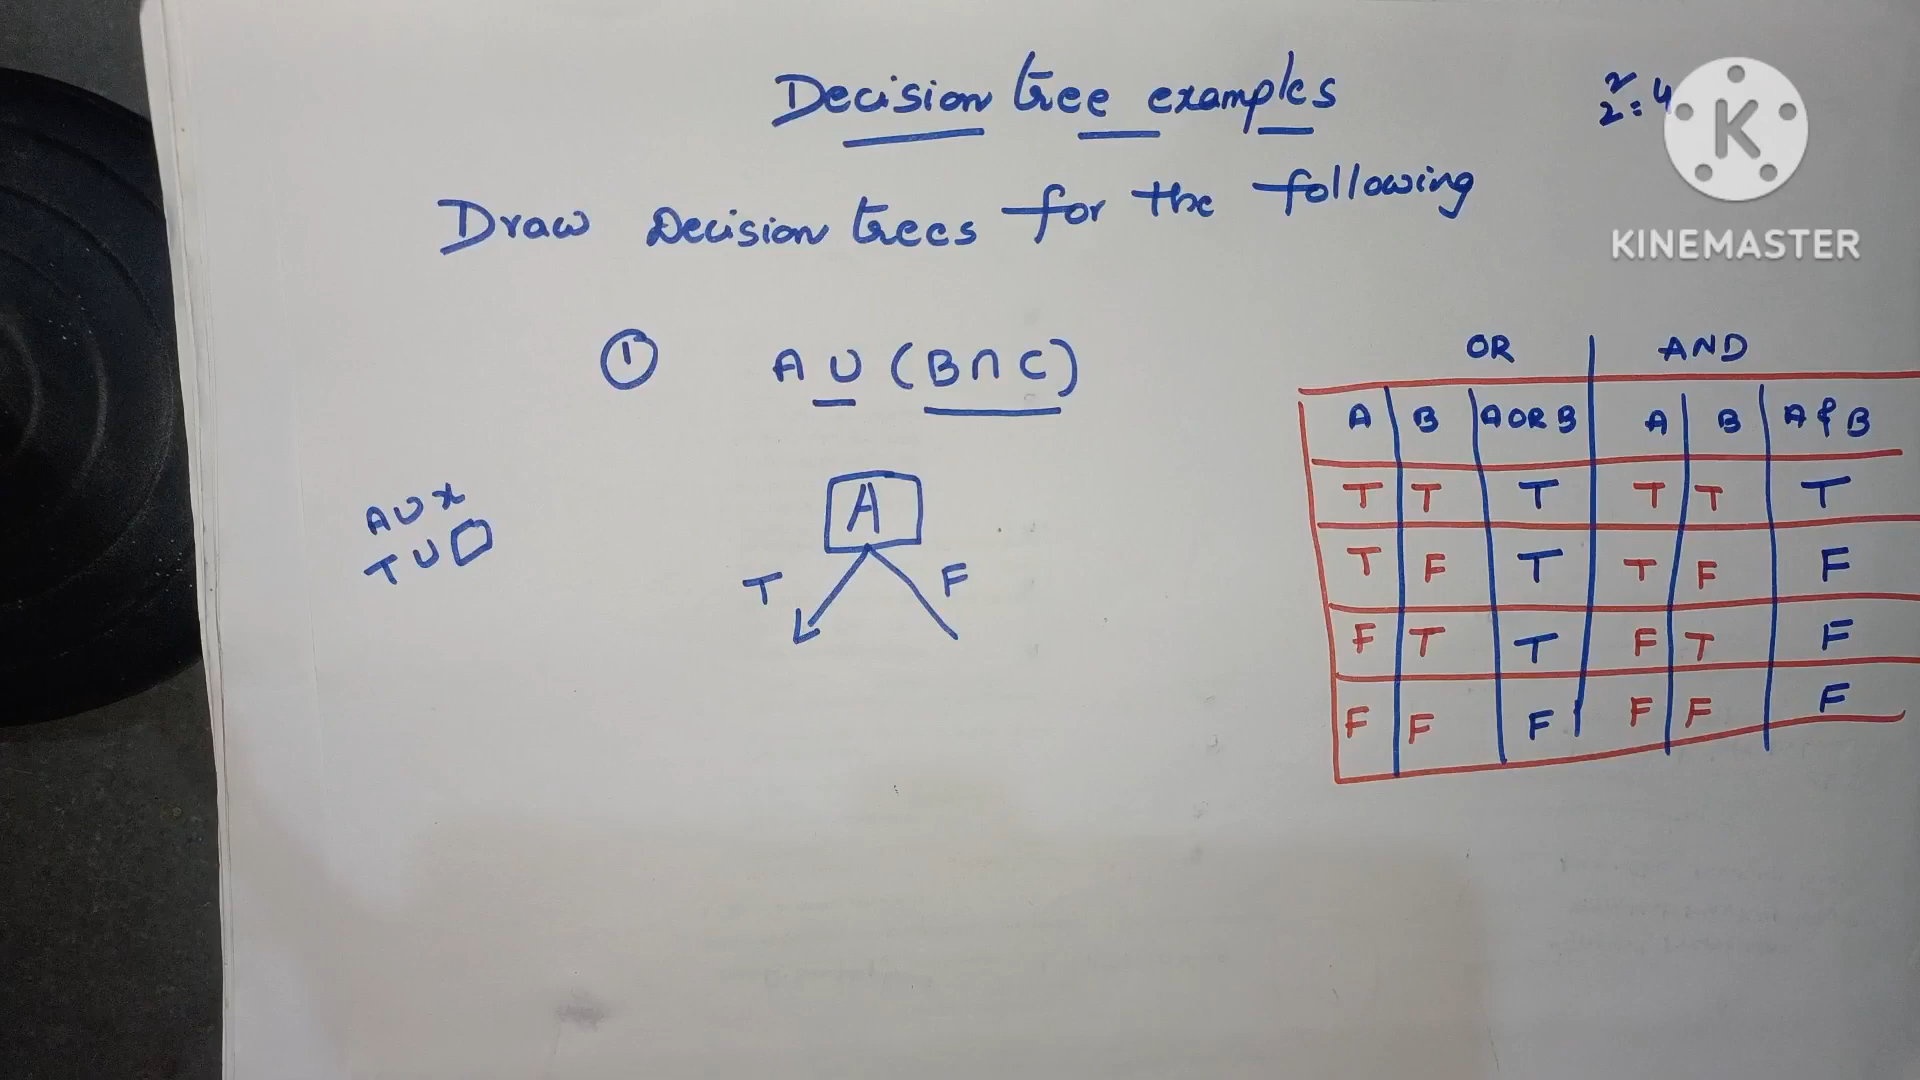 Decision tree examples
2² = 4
K
KINEMASTER
Draw Decision trees for the following
① A ∪ (B ∩ C)
OR AND
A B A OR B A B A & B
T T T T T T
T F T T F F
F T T F T F
F F F F F F
A ∪ x
T ∪ □
A
T F